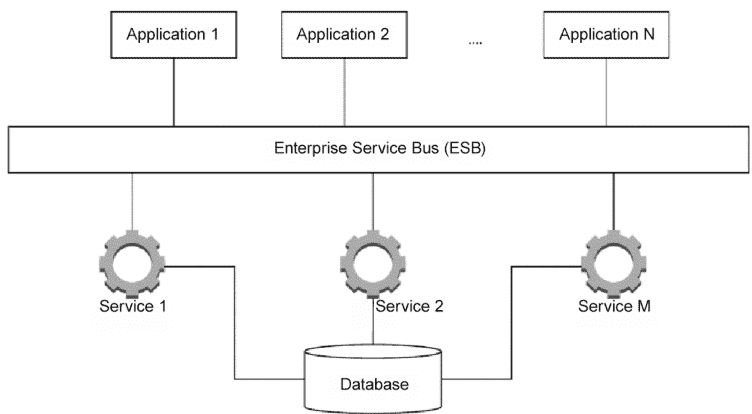 Application 1
Application 2
....
Application N
Enterprise Service Bus (ESB)
Service 1
Service 2
Service M
Database